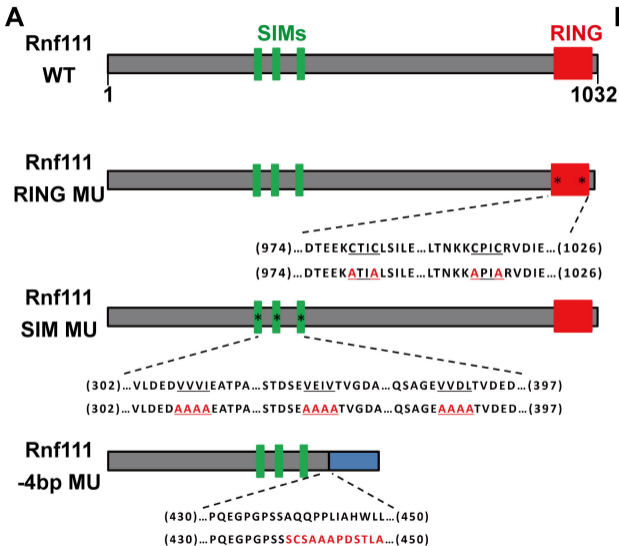 A
SIMs RING
Rnf111
WT
1 1032
Rnf111
RING MU
* *
(974)...DTEEKCTICLSILE...LTNKKCPICRVDIE...(1026)
(974)...DTEEKATIALSILE...LTNKKAPIARVDIE...(1026)
Rnf111
SIM MU
* * *
(302)...VLDEDVVVIEATPA...STDSEVEIVTVGDA...QSAGEVVDLTVDED...(397)
(302)...VLDEDAAAAEATPA...STDSEAAAATVGDA...QSAGEAAAATVDED...(397)
Rnf111
-4bp MU
(430)...PQEGPGPSSAQQPPLIAHWLL...(450)
(430)...PQEGPGPSSSCSAAAPDSTLA...(450)